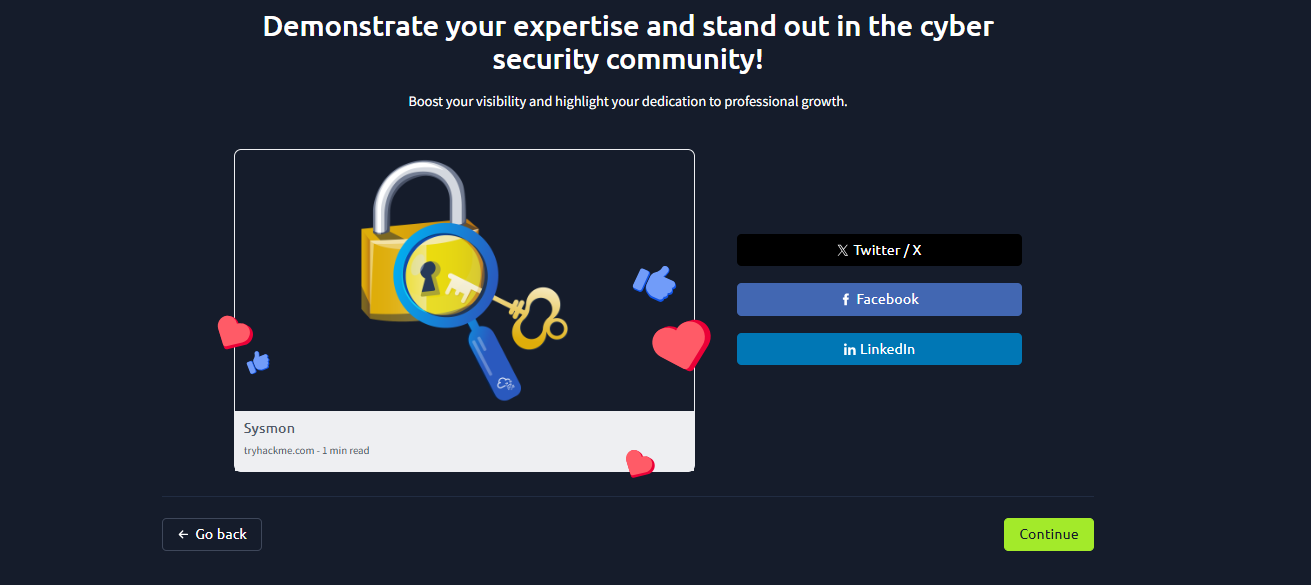 Demonstrate your expertise and stand out in the cyber
security community!
Boost your visibility and highlight your dedication to professional growth.
𝕏 Twitter / X
f Facebook
in LinkedIn
Sysmon
tryhackme.com - 1 min read
← Go back
Continue